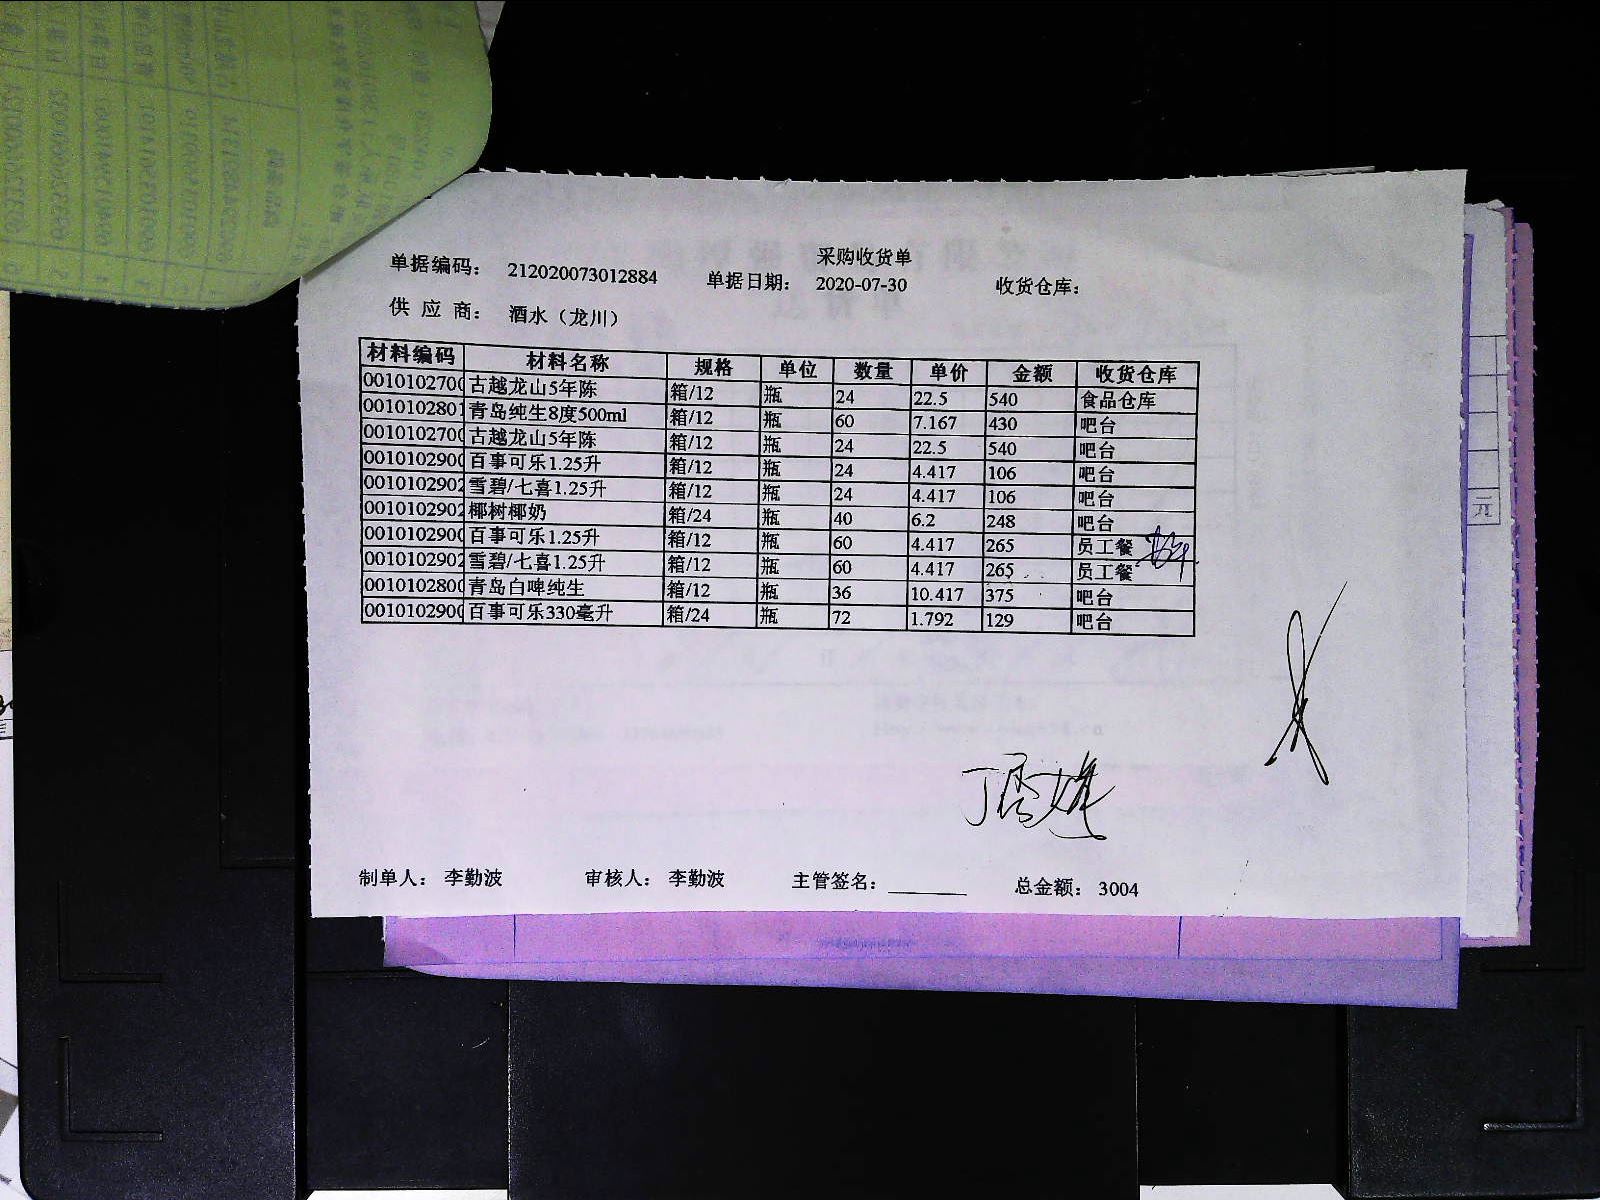 采购收货单
单据编码： 212020073012884 单据日期： 2020-07-30 收货仓库：
供 应 商： 酒水（龙川）
材料编码 材料名称 规格 单位 数量 单价 金额 收货仓库
0010102700 古越龙山5年陈 箱/12 瓶 24 22.5 540 食品仓库
0010102801 青岛纯生8度500ml 箱/12 瓶 60 7.167 430 吧台
0010102700 古越龙山5年陈 箱/12 瓶 24 22.5 540 吧台
0010102900 百事可乐1.25升 箱/12 瓶 24 4.417 106 吧台
0010102902 雪碧/七喜1.25升 箱/12 瓶 24 4.417 106 吧台
0010102902 椰树椰奶 箱/24 瓶 40 6.2 248 吧台
0010102900 百事可乐1.25升 箱/12 瓶 60 4.417 265 员工餐
0010102902 雪碧/七喜1.25升 箱/12 瓶 60 4.417 265 员工餐
0010102800 青岛白啤纯生 箱/12 瓶 36 10.417 375 吧台
0010102900 百事可乐330毫升 箱/24 瓶 72 1.792 129 吧台
制单人： 李勤波 审核人： 李勤波 主管签名： 总金额： 3004
元